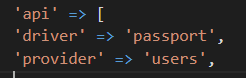 'api' => [
'driver' => 'passport',
'provider' => 'users',